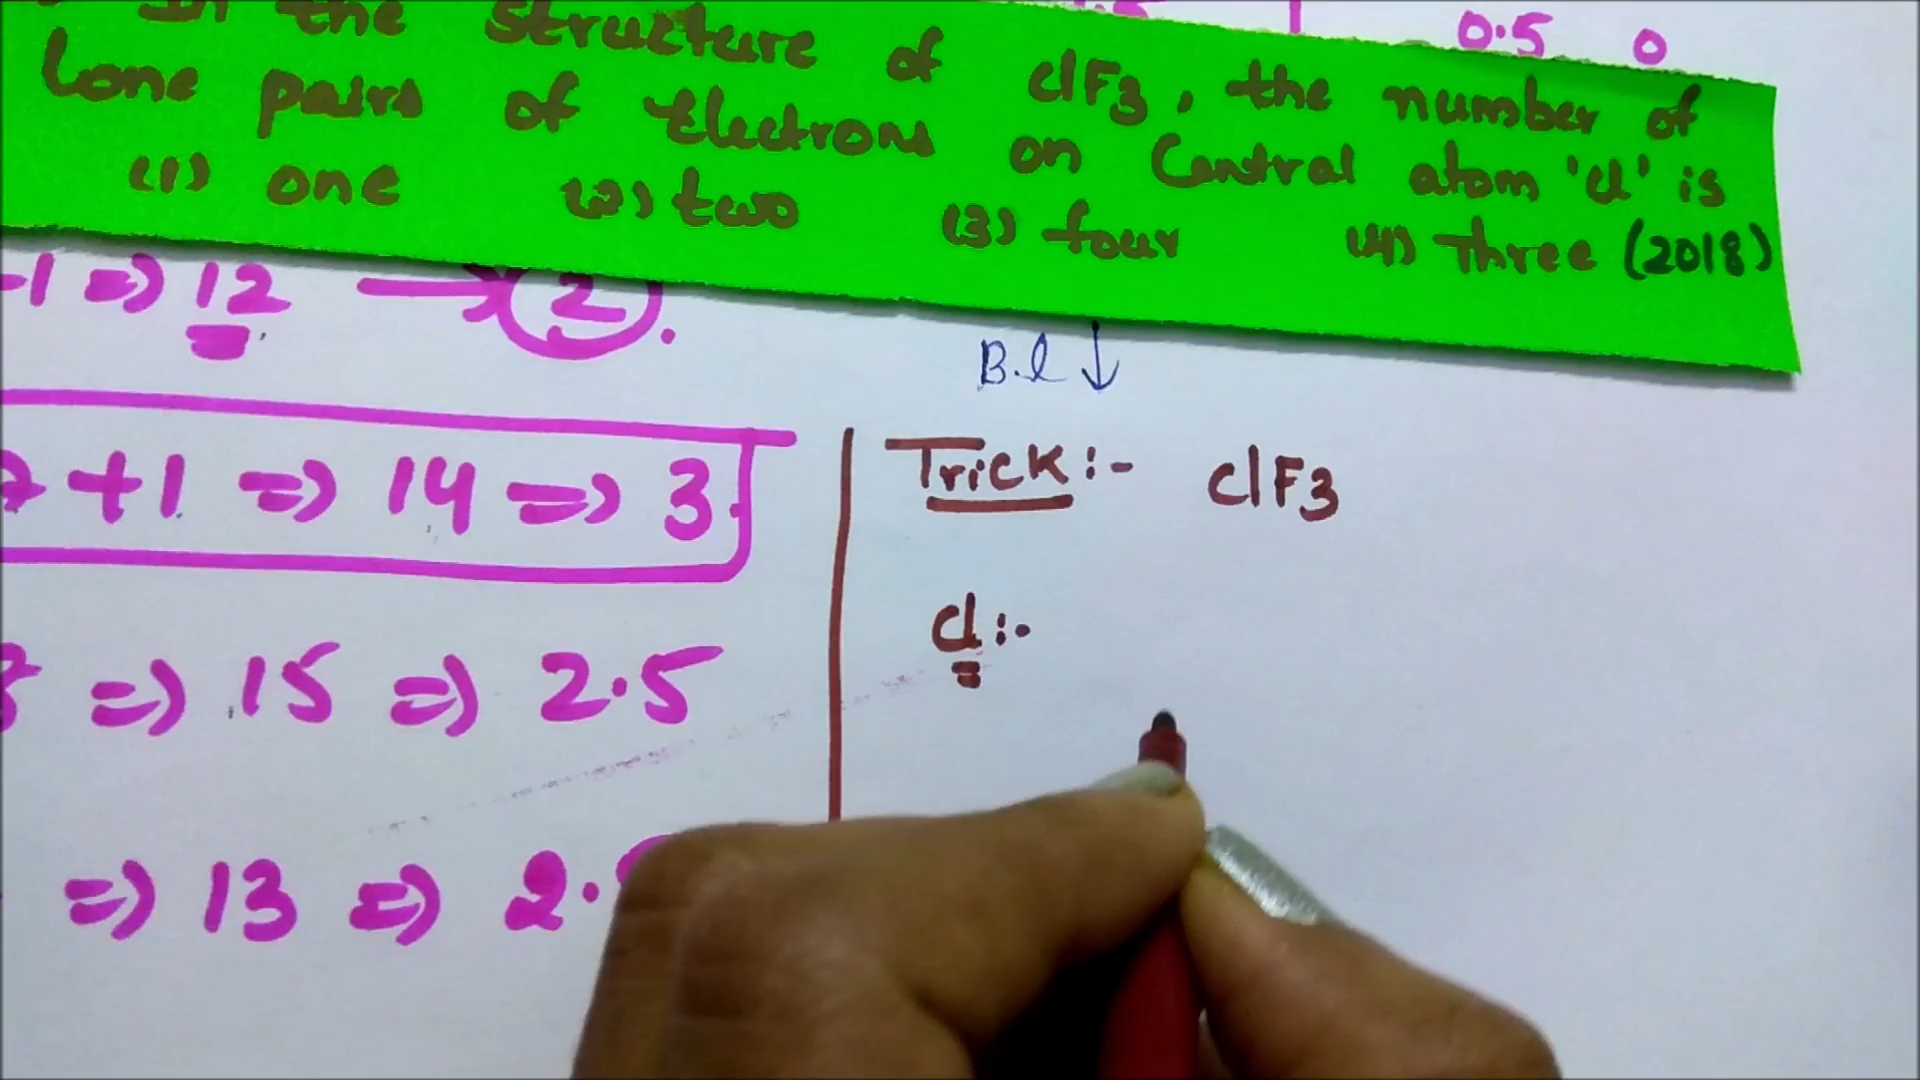 0.5 0
In the structure of ClF3, the number of
lone pairs of electrons on Central atom 'Cl' is
(1) one (2) two (3) four (4) Three (2018)
-1 => 12 → 2.
B.l ↓
+1 => 14 => 3.
Trick:- ClF3
Cl:-
=> 15 => 2.5
=> 13 => 2.